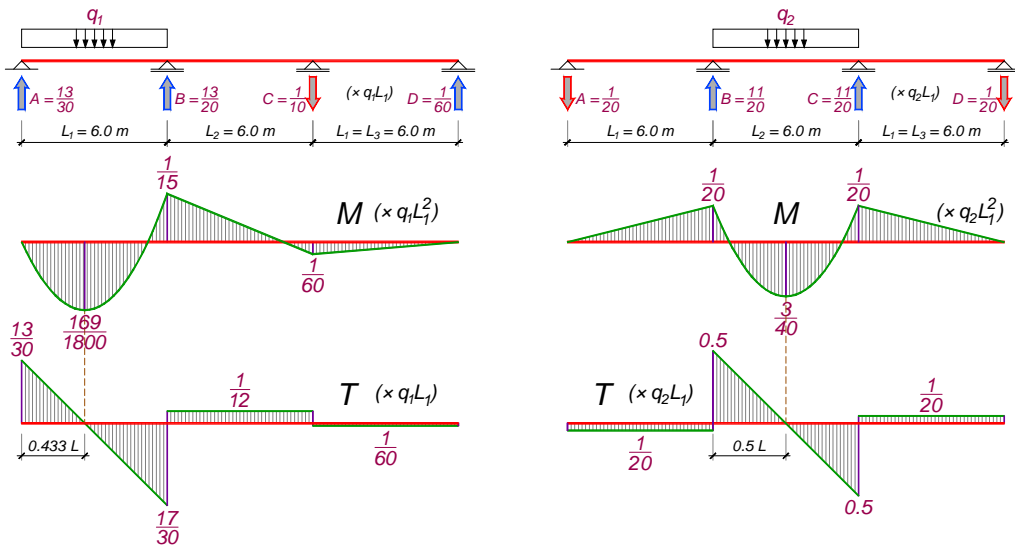 q₁
A = 13/30 B = 13/20 C = 1/10 (× q₁L₁) D = 1/60
L₁ = 6.0 m L₂ = 6.0 m L₁ = L₃ = 6.0 m
1/15
M (× q₁L₁²)
1/60
169/1800
13/30
1/12
T (× q₁L₁)
0.433 L
1/60
17/30
q₂
A = 1/20 B = 11/20 C = 11/20 (× q₂L₁) D = 1/20
L₁ = 6.0 m L₂ = 6.0 m L₁ = L₃ = 6.0 m
1/20 1/20
M (× q₂L₁²)
3/40
0.5
T (× q₂L₁)
1/20
1/20
0.5 L
0.5